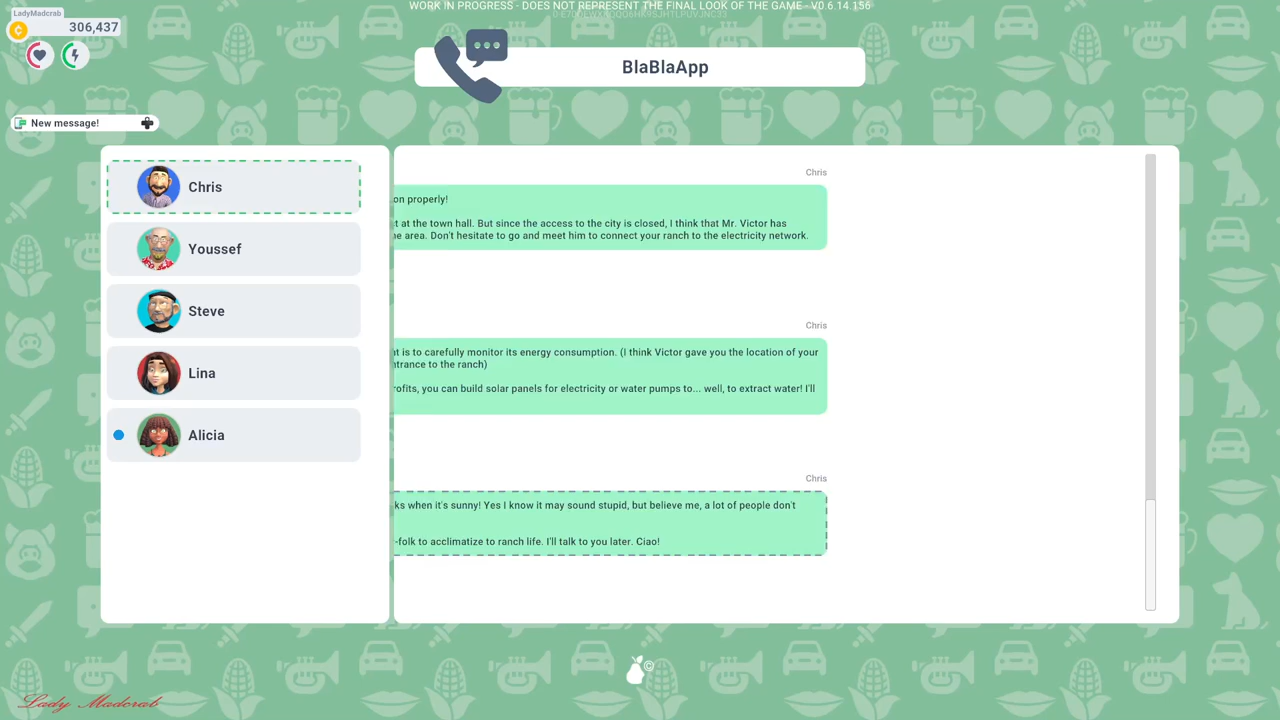 WORK IN PROGRESS - DOES NOT REPRESENT THE FINAL LOOK OF THE GAME - V0.6.14.156
LadyMadcrab
306,437
BlaBlaApp
New message!
Chris
Youssef
Steve
Lina
Alicia
Chris
on properly!
t at the town hall. But since the access to the city is closed, I think that Mr. Victor has
e area. Don't hesitate to go and meet him to connect your ranch to the electricity network.
Chris
t is to carefully monitor its energy consumption. (I think Victor gave you the location of your
ntrance to the ranch)
rofits, you can build solar panels for electricity or water pumps to... well, to extract water! I'll
Chris
ks when it's sunny! Yes I know it may sound stupid, but believe me, a lot of people don't
-folk to acclimatize to ranch life. I'll talk to you later. Ciao!
©
Lady Madcrab